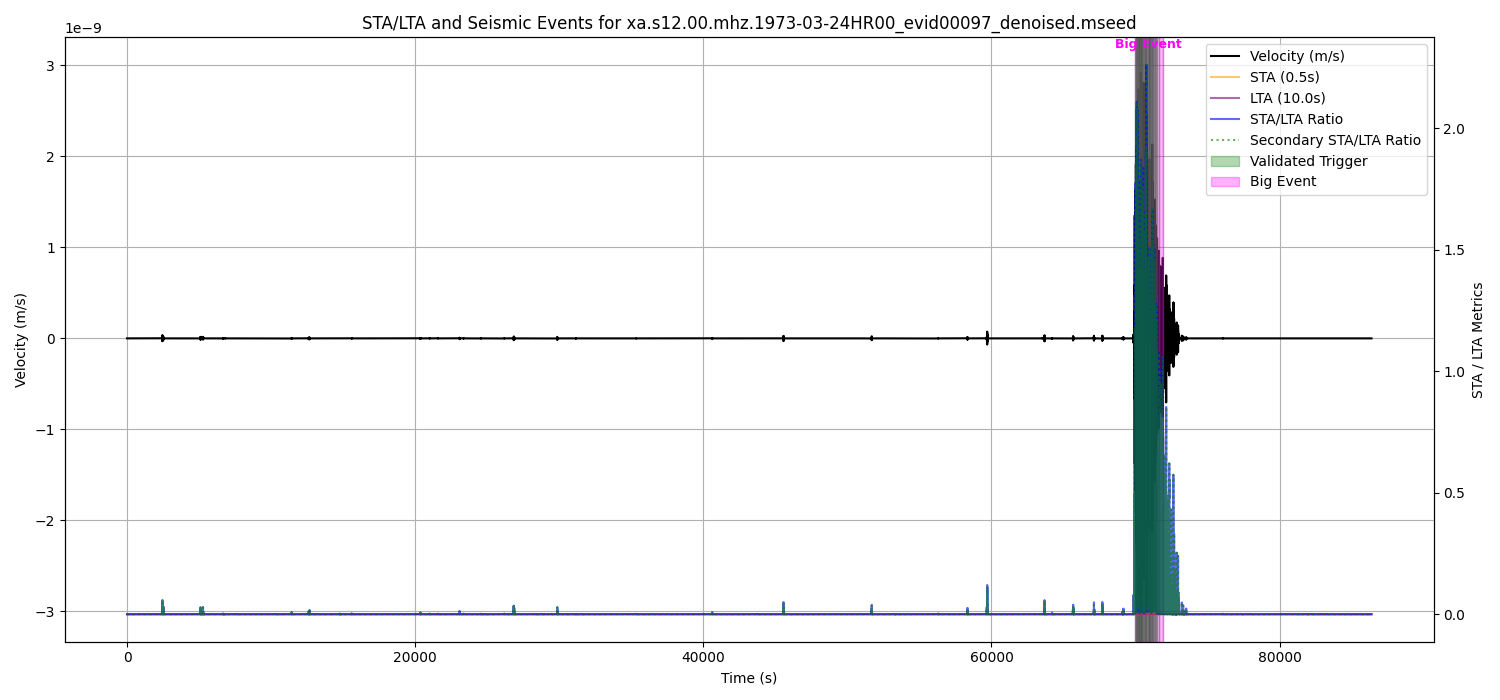 STA/LTA and Seismic Events for xa.s12.00.mhz.1973-03-24HR00_evid00097_denoised.mseed
1e−9
Big Event
Velocity (m/s)
STA (0.5s)
LTA (10.0s)
STA/LTA Ratio
Secondary STA/LTA Ratio
Validated Trigger
Big Event
3
2
1
0
−1
−2
−3
Velocity (m/s)
2.0
1.5
1.0
0.5
0.0
STA / LTA Metrics
0
20000
40000
60000
80000
Time (s)